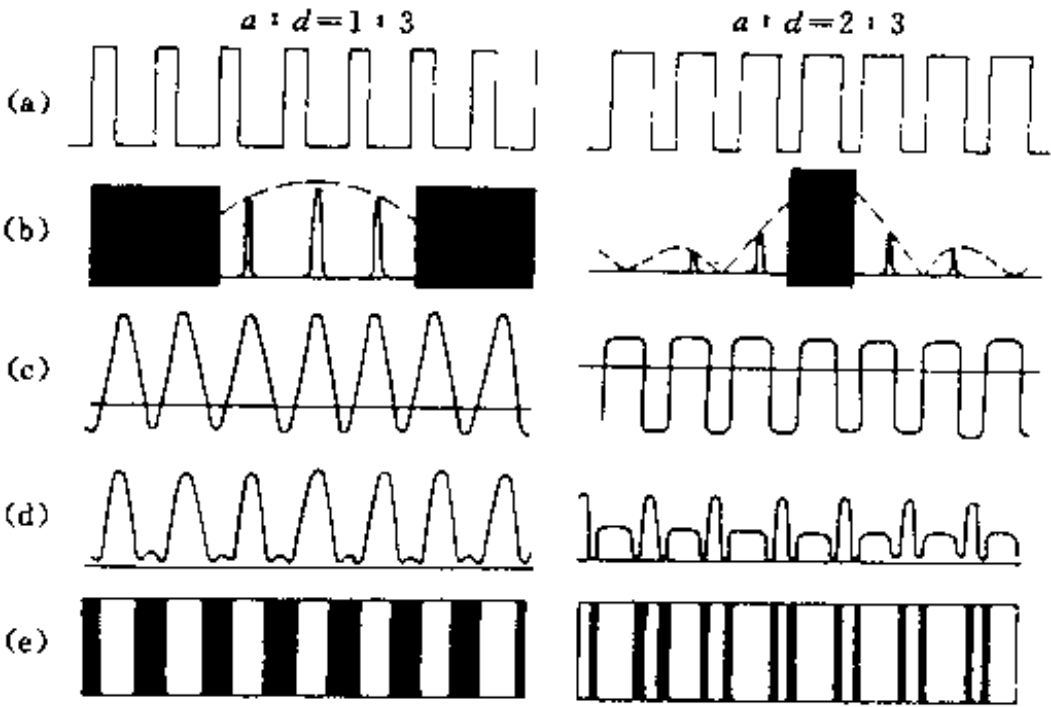 a : d = 1 : 3
a : d = 2 : 3
(a)
(b)
(c)
(d)
(e)